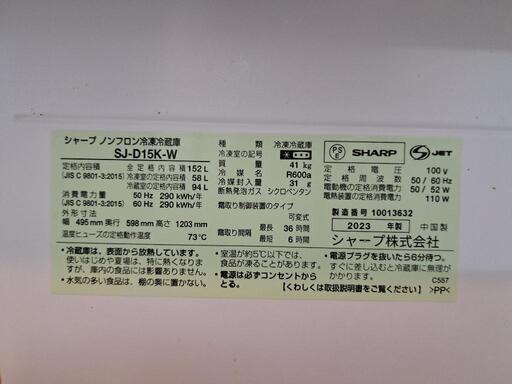 シャープ ノンフロン冷凍冷蔵庫
SJ-D15K-W
定格内容積 全定格内容積 152 L
(JIS C 9801-3:2015) 冷凍室の定格内容積 58 L
冷蔵室の定格内容積 94 L
消費電力量 50 Hz 290 kWh/年
(JIS C 9801-3:2015) 60 Hz 290 kWh/年
外形寸法
幅 495 mm 奥行 598 mm 高さ 1203 mm
温度ヒューズの定格動作温度 73℃
種類 冷凍冷蔵庫
冷凍室の記号
質量 41 kg
冷媒名 R600a
冷媒封入量 31 g
断熱発泡ガス シクロペンタン
霜取り制御装置のタイプ
可変式
霜取り間隔 最長 36 時間
最短 6 時間
PS
E
SHARP
JET
定格電圧 100 V
定格周波数 50 / 60 Hz
電動機の定格消費電力 50 / 52 W
電熱装置の定格消費電力 110 W
製造番号 10013632
2023 年製 中国製
シャープ株式会社
●冷蔵庫は、表面から放熱しています。
使いはじめや夏場は、特に熱くなりま
すが、庫内の食品には影響ありません。
●水気の多い食品は、棚の奥に置かない。
室温が約5℃以下では、
食品が凍ることがあります。
●電源は必ずコンセントから
とる。
●電源プラグを抜いたら6分待つ。
すぐに差し込むと冷蔵庫に無理が
かかります。
【くわしくは取扱説明書をご覧ください】
C557
>PP<